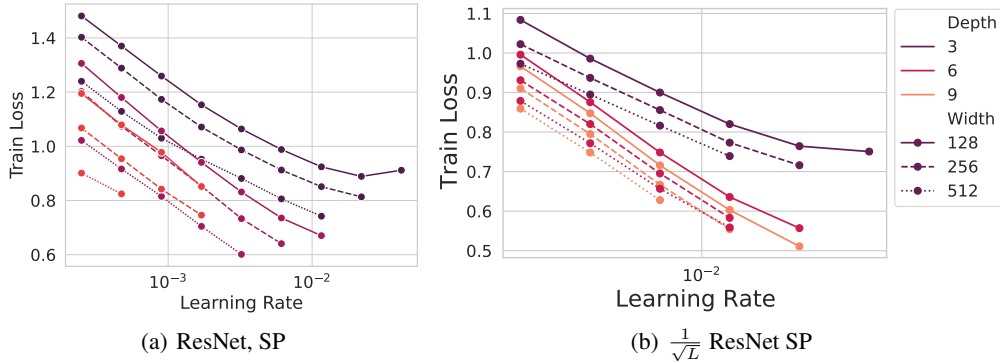 1.4
1.2
1.0
0.8
0.6
Train Loss
10⁻³
10⁻²
Learning Rate
(a) ResNet, SP
1.1
1.0
0.9
0.8
0.7
0.6
0.5
Train Loss
10⁻²
Learning Rate
(b) 1/√L ResNet SP
Depth
3
6
9
Width
128
256
512